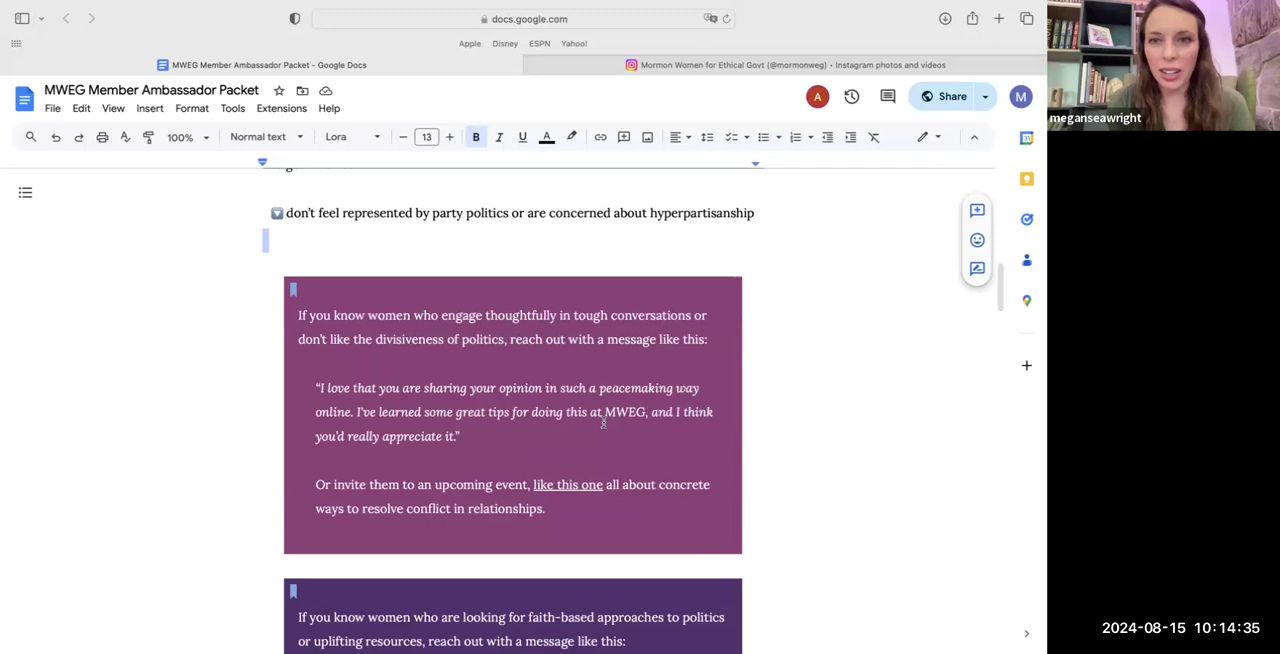 docs.google.com
Apple Disney ESPN Yahoo!
MWEG Member Ambassador Packet - Google Docs
Mormon Women for Ethical Govt (@mormonweg) • Instagram photos and videos
MWEG Member Ambassador Packet
File Edit View Insert Format Tools Extensions Help
Share
A
M
100% Normal text Lora 13 B I U A
don't feel represented by party politics or are concerned about hyperpartisanship
If you know women who engage thoughtfully in tough conversations or
don't like the divisiveness of politics, reach out with a message like this:
“I love that you are sharing your opinion in such a peacemaking way
online. I've learned some great tips for doing this at MWEG, and I think
you'd really appreciate it.”
Or invite them to an upcoming event, like this one all about concrete
ways to resolve conflict in relationships.
If you know women who are looking for faith-based approaches to politics
or uplifting resources, reach out with a message like this:
meganseawright
2024-08-15 10:14:35